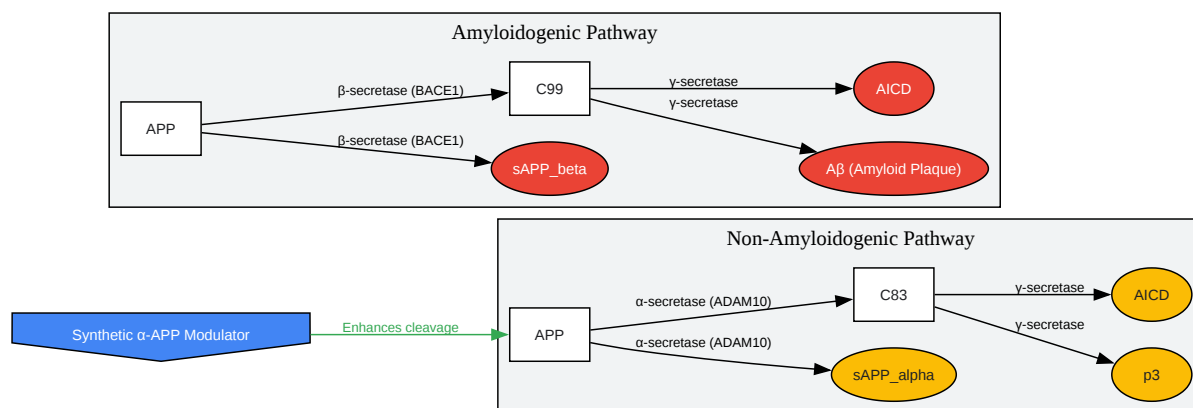 Amyloidogenic Pathway
APP
β-secretase (BACE1)
β-secretase (BACE1)
C99
sAPP_beta
γ-secretase
γ-secretase
AICD
Aβ (Amyloid Plaque)
Non-Amyloidogenic Pathway
Synthetic α-APP Modulator
Enhances cleavage
APP
α-secretase (ADAM10)
α-secretase (ADAM10)
C83
sAPP_alpha
γ-secretase
γ-secretase
AICD
p3